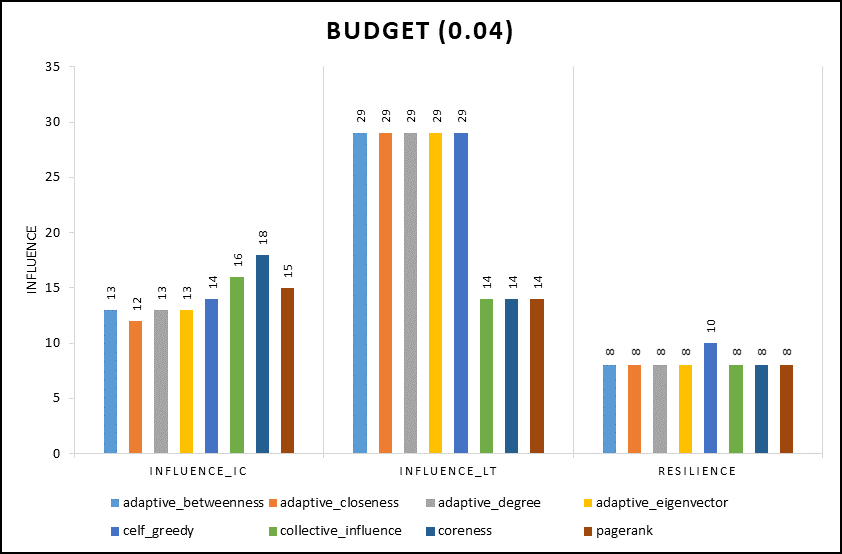 BUDGET (0.04)
INFLUENCE
35
30
25
20
15
10
5
0
13 12 13 13 14 16 18 15
29 29 29 29 29 14 14 14
8 8 8 8 10 8 8 8
INFLUENCE_IC INFLUENCE_LT RESILIENCE
adaptive_betweenness adaptive_closeness adaptive_degree adaptive_eigenvector
celf_greedy collective_influence coreness pagerank